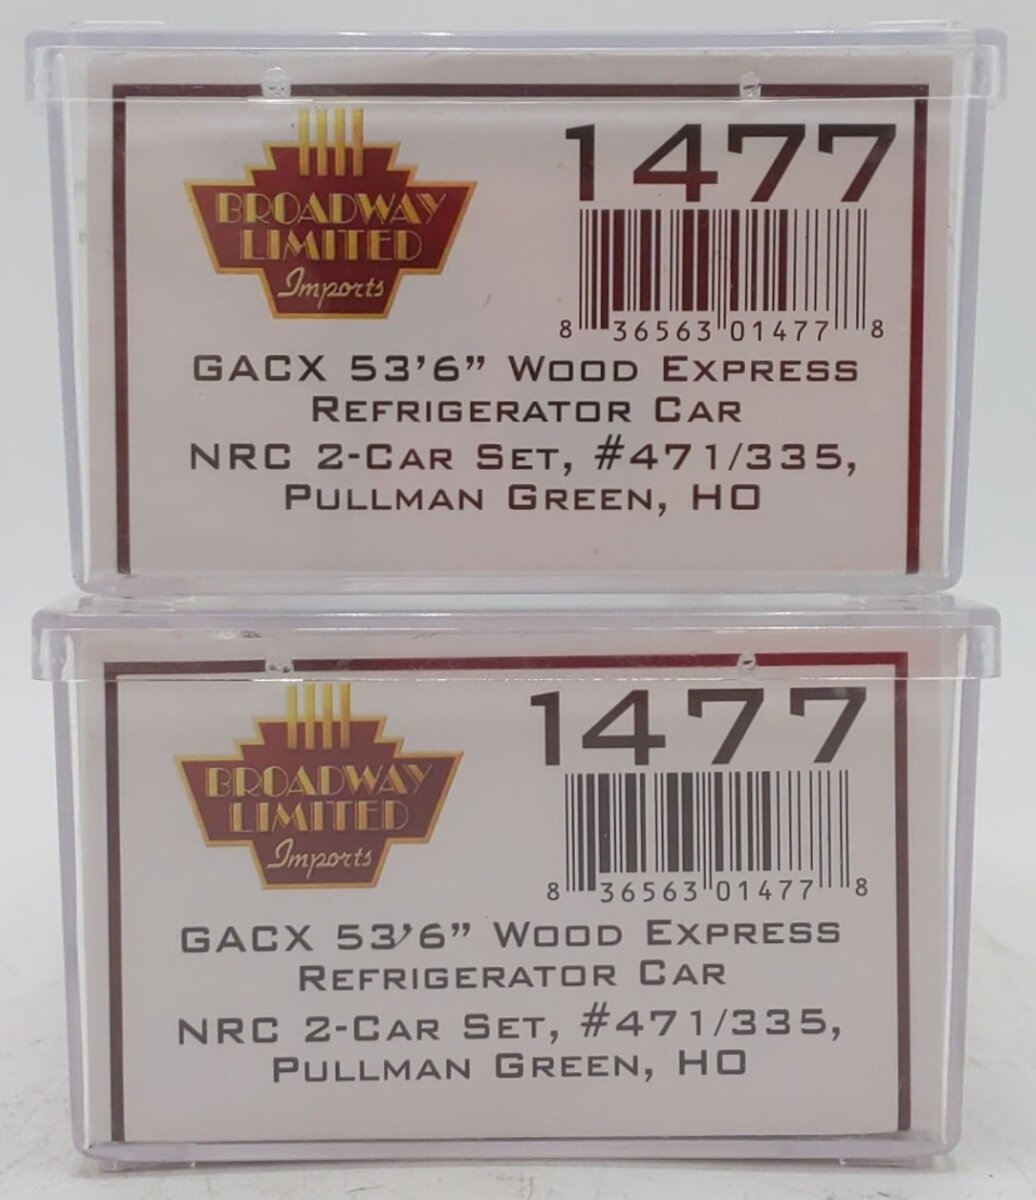 BROADWAY
LIMITED
Imports
1477
8 36563 01477 8
GACX 53'6" WOOD EXPRESS
REFRIGERATOR CAR
NRC 2-CAR SET, #471/335,
PULLMAN GREEN, HO
BROADWAY
LIMITED
Imports
1477
8 36563 01477 8
GACX 53'6" WOOD EXPRESS
REFRIGERATOR CAR
NRC 2-CAR SET, #471/335,
PULLMAN GREEN, HO